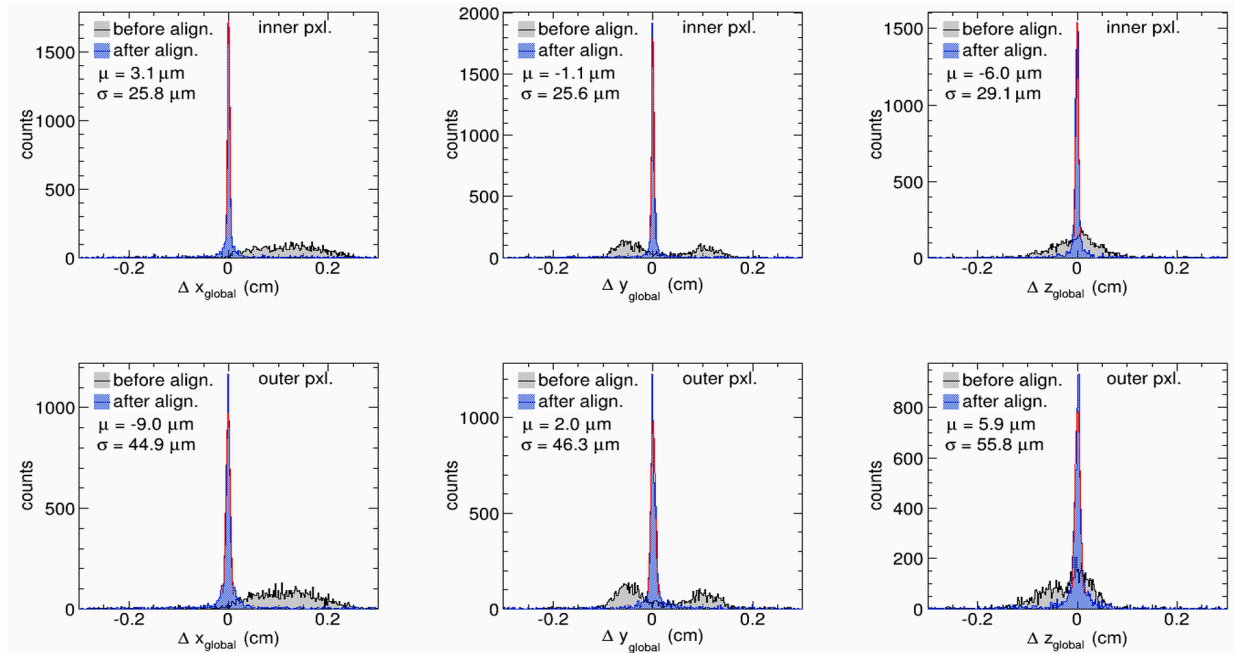 before align.
inner pxl.
after align.
μ = 3.1 μm
σ = 25.8 μm
1500
1000
500
0
counts
-0.2
0
0.2
Δ x_global (cm)
before align.
inner pxl.
after align.
μ = -1.1 μm
σ = 25.6 μm
2000
1500
1000
500
0
counts
-0.2
0
0.2
Δ y_global (cm)
before align.
inner pxl.
after align.
μ = -6.0 μm
σ = 29.1 μm
1500
1000
500
0
counts
-0.2
0
0.2
Δ z_global (cm)
before align.
outer pxl.
after align.
μ = -9.0 μm
σ = 44.9 μm
1000
500
0
counts
-0.2
0
0.2
Δ x_global (cm)
before align.
outer pxl.
after align.
μ = 2.0 μm
σ = 46.3 μm
1000
500
0
counts
-0.2
0
0.2
Δ y_global (cm)
before align.
outer pxl.
after align.
μ = 5.9 μm
σ = 55.8 μm
800
600
400
200
0
counts
-0.2
0
0.2
Δ z_global (cm)